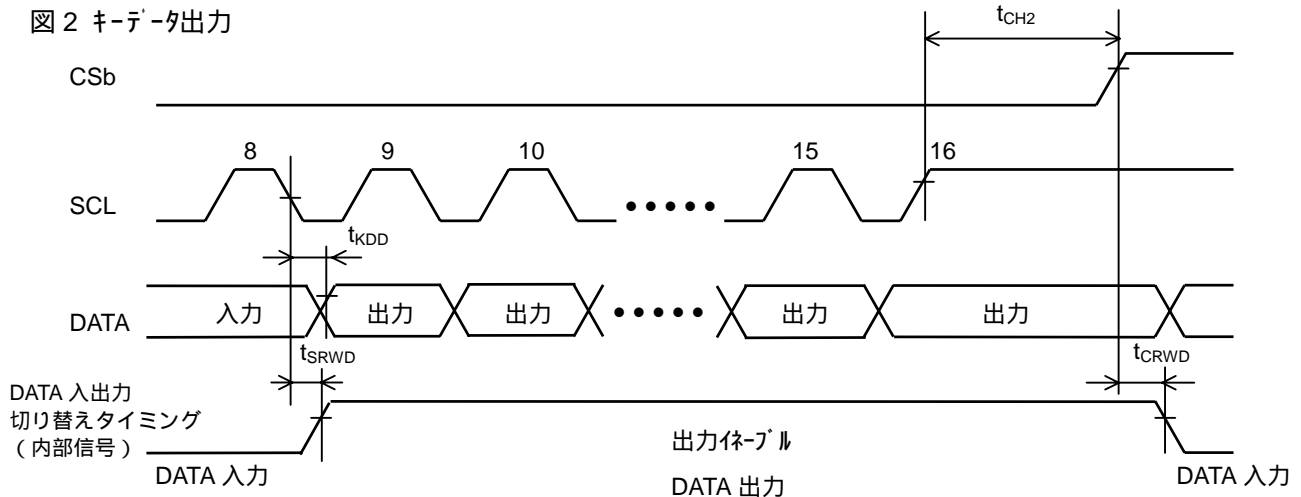 図2 ｷｰﾃﾞｰﾀ出力
tCH2
CSb
8 9 10 15 16
SCL
tKDD
DATA 入力 出力 出力 出力 出力
tSRWD tCRWD
DATA 入出力
切り替えタイミング
(内部信号)
出力ｲﾈｰﾌﾞﾙ
DATA 入力 DATA 出力 DATA 入力